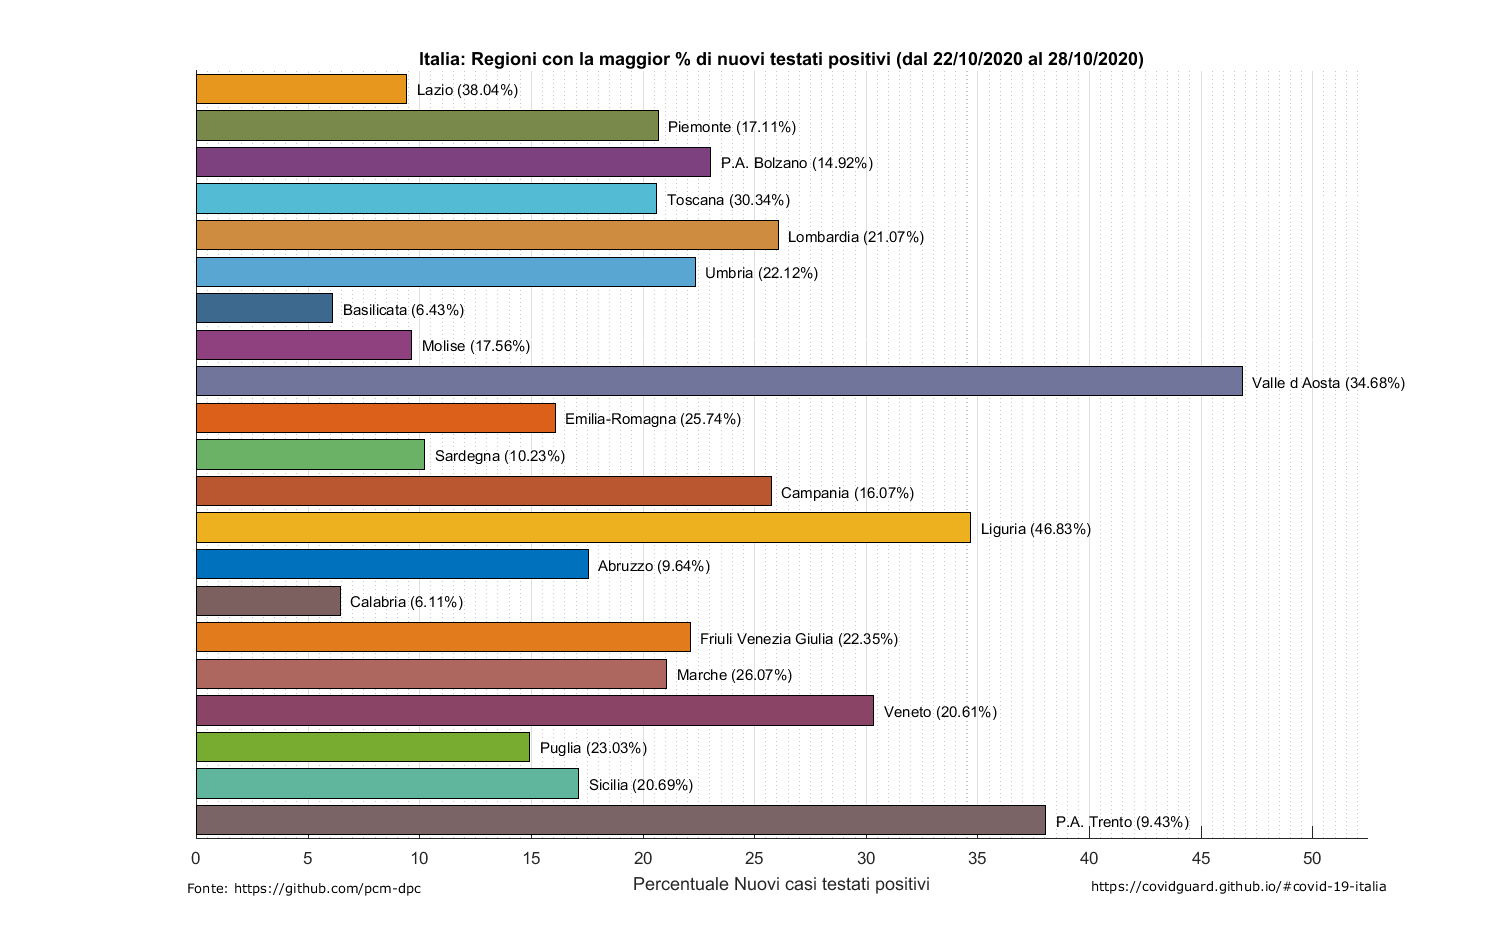 Italia: Regioni con la maggior % di nuovi testati positivi (dal 22/10/2020 al 28/10/2020)
Lazio (38.04%)
Piemonte (17.11%)
P.A. Bolzano (14.92%)
Toscana (30.34%)
Lombardia (21.07%)
Umbria (22.12%)
Basilicata (6.43%)
Molise (17.56%)
Valle d Aosta (34.68%)
Emilia-Romagna (25.74%)
Sardegna (10.23%)
Campania (16.07%)
Liguria (46.83%)
Abruzzo (9.64%)
Calabria (6.11%)
Friuli Venezia Giulia (22.35%)
Marche (26.07%)
Veneto (20.61%)
Puglia (23.03%)
Sicilia (20.69%)
P.A. Trento (9.43%)
0 5 10 15 20 25 30 35 40 45 50
Percentuale Nuovi casi testati positivi
Fonte: https://github.com/pcm-dpc
https://covidguard.github.io/#covid-19-italia